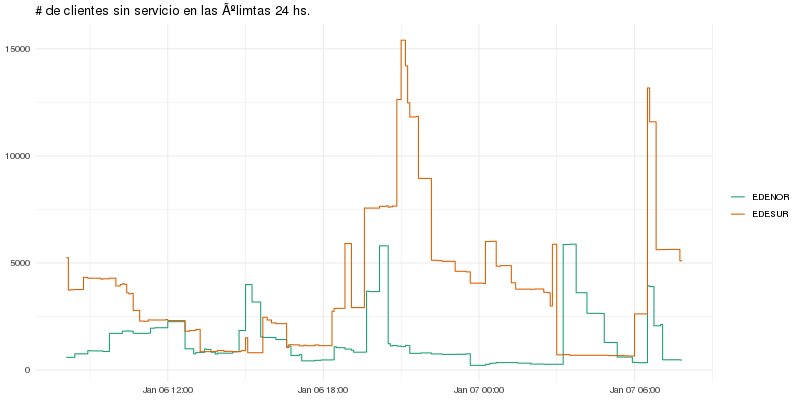 # de clientes sin servicio en las Ãºlimtas 24 hs.
15000
10000
5000
0
Jan 06 12:00
Jan 06 18:00
Jan 07 00:00
Jan 07 06:00
EDENOR
EDESUR